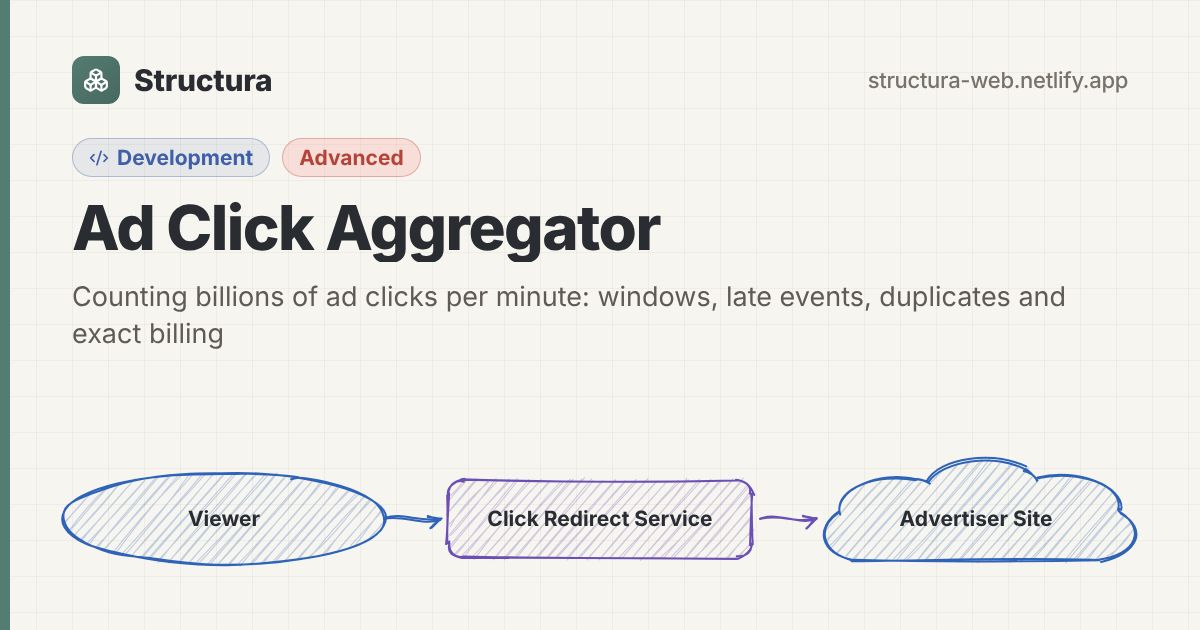 Structura
structura-web.netlify.app
Development
Advanced
Ad Click Aggregator
Counting billions of ad clicks per minute: windows, late events, duplicates and
exact billing
Viewer
Click Redirect Service
Advertiser Site